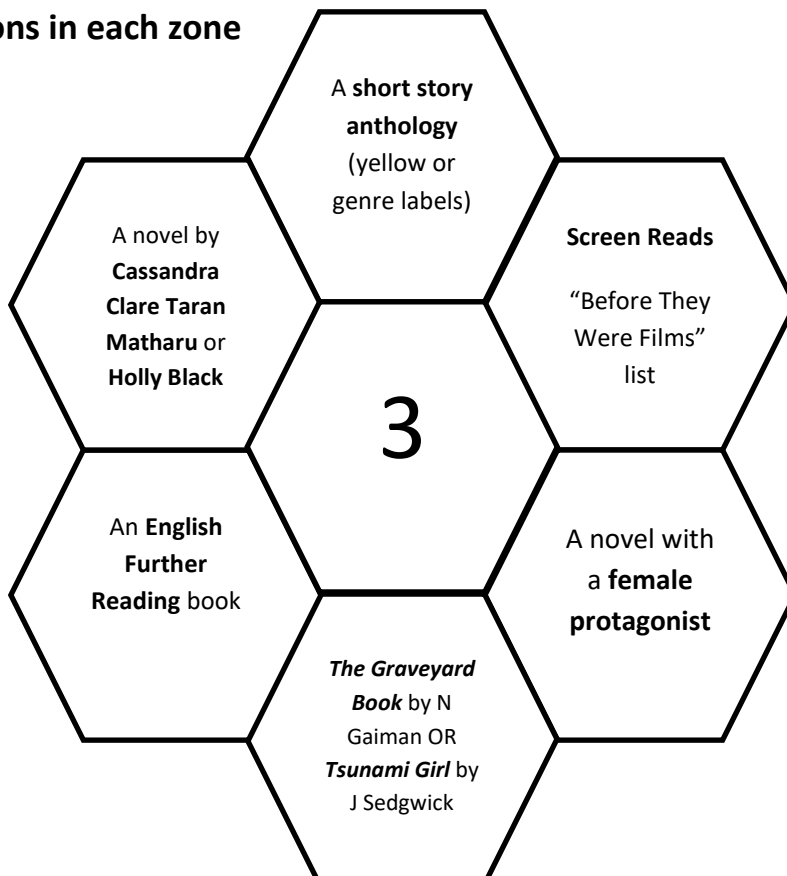 ons in each zone
A short story
anthology
(yellow or
genre labels)
A novel by
Cassandra
Clare Taran
Matharu or
Holly Black
Screen Reads
“Before They
Were Films”
list
3
An English
Further
Reading book
A novel with
a female
protagonist
The Graveyard
Book by N
Gaiman OR
Tsunami Girl by
J Sedgwick